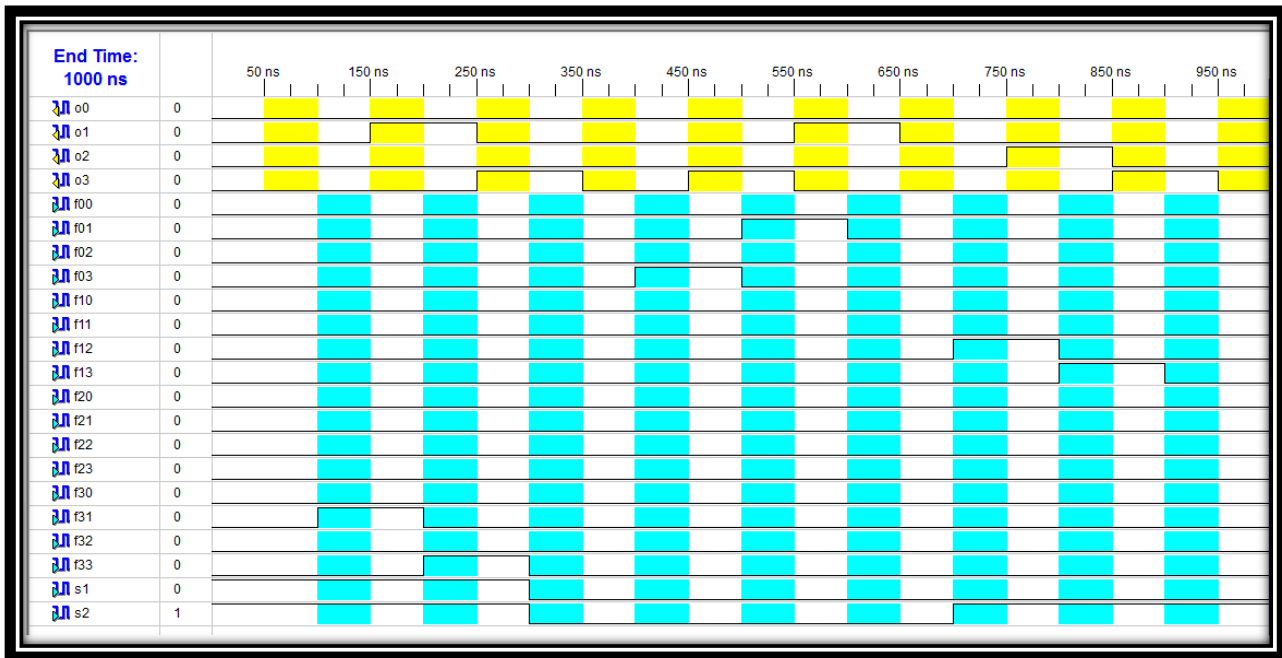 End Time:
1000 ns
50 ns 150 ns 250 ns 350 ns 450 ns 550 ns 650 ns 750 ns 850 ns 950 ns
o0 0
o1 0
o2 0
o3 0
f00 0
f01 0
f02 0
f03 0
f10 0
f11 0
f12 0
f13 0
f20 0
f21 0
f22 0
f23 0
f30 0
f31 0
f32 0
f33 0
s1 0
s2 1